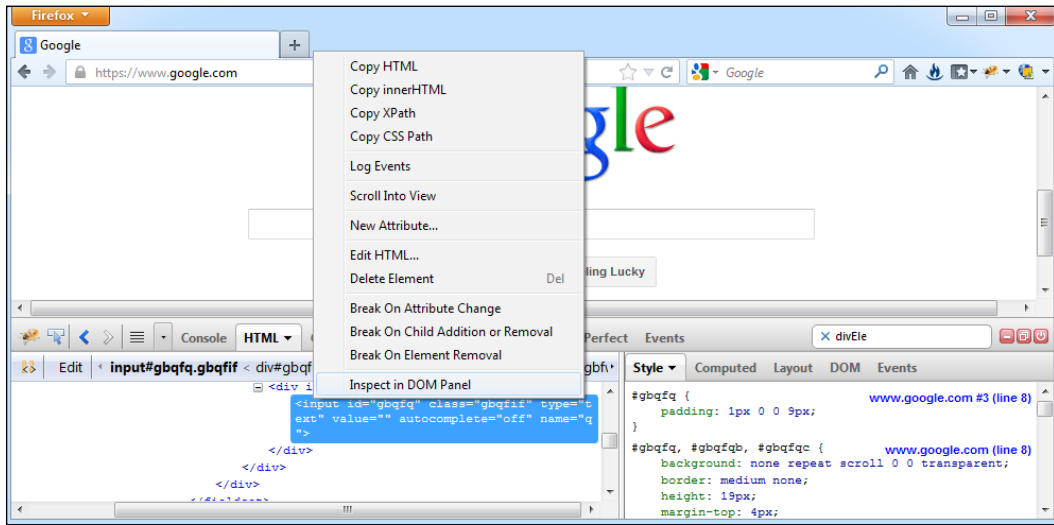 Firefox
Google
https://www.google.com
Google
gle
ling Lucky
Copy HTML
Copy innerHTML
Copy XPath
Copy CSS Path
Log Events
Scroll Into View
New Attribute...
Edit HTML...
Delete Element Del
Break On Attribute Change
Break On Child Addition or Removal
Break On Element Removal
Inspect in DOM Panel
Console HTML Perfect Events divEle
Edit input#gbqfq.gbqfif < div#gbqf gbfv
<div i
<input id="gbqfq" class="gbqfif" type="t
ext" value="" autocomplete="off" name="q
">
</div>
</div>
</div>
</fieldset>
Style Computed Layout DOM Events
#gbqfq { www.google.com #3 (line 8)
padding: 1px 0 0 9px;
}
#gbqfq, #gbqfqb, #gbqfqc { www.google.com (line 8)
background: none repeat scroll 0 0 transparent;
border: medium none;
height: 19px;
margin-top: 4px;